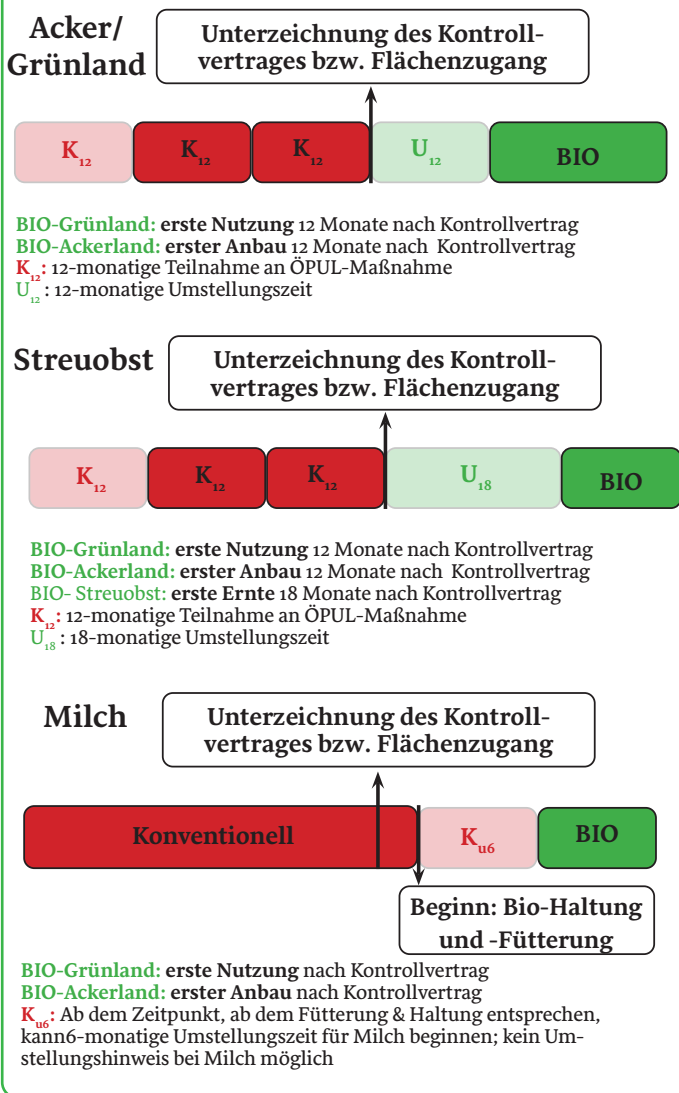 Acker/
Grünland
Unterzeichnung des Kontroll-
vertrages bzw. Flächenzugang
K₁₂ K₁₂ K₁₂ U₁₂ BIO
BIO-Grünland: erste Nutzung 12 Monate nach Kontrollvertrag
BIO-Ackerland: erster Anbau 12 Monate nach Kontrollvertrag
K₁₂: 12-monatige Teilnahme an ÖPUL-Maßnahme
U₁₂ : 12-monatige Umstellungszeit
Streuobst
Unterzeichnung des Kontroll-
vertrages bzw. Flächenzugang
K₁₂ K₁₂ K₁₂ U₁₈ BIO
BIO-Grünland: erste Nutzung 12 Monate nach Kontrollvertrag
BIO-Ackerland: erster Anbau 12 Monate nach Kontrollvertrag
BIO- Streuobst: erste Ernte 18 Monate nach Kontrollvertrag
K₁₂: 12-monatige Teilnahme an ÖPUL-Maßnahme
U₁₈ : 18-monatige Umstellungszeit
Milch
Unterzeichnung des Kontroll-
vertrages bzw. Flächenzugang
Konventionell Kᵤ₆ BIO
Beginn: Bio-Haltung
und -Fütterung
BIO-Grünland: erste Nutzung nach Kontrollvertrag
BIO-Ackerland: erster Anbau nach Kontrollvertrag
Kᵤ₆: Ab dem Zeitpunkt, ab dem Fütterung & Haltung entsprechen,
kann6-monatige Umstellungszeit für Milch beginnen; kein Um-
stellungshinweis bei Milch möglich